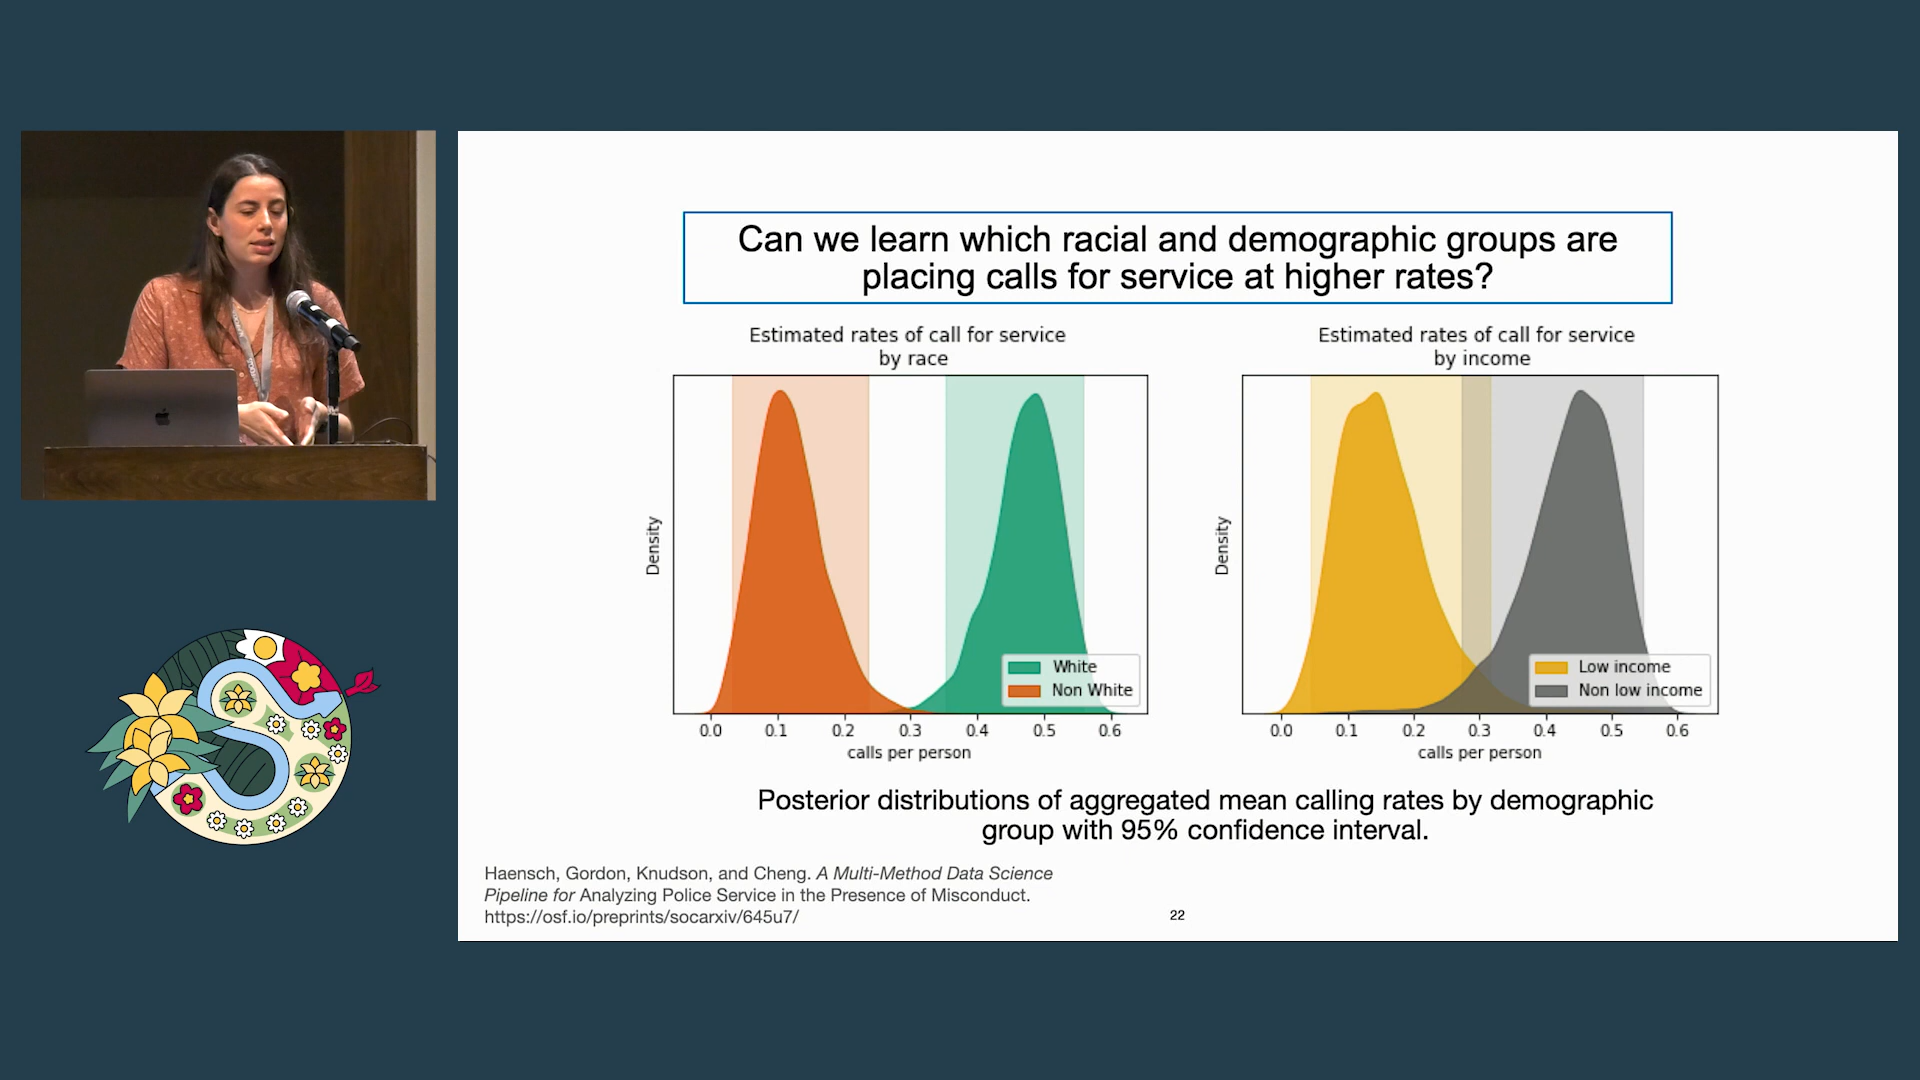 Can we learn which racial and demographic groups are
placing calls for service at higher rates?
Estimated rates of call for service
by race
Density
White
Non White
0.0 0.1 0.2 0.3 0.4 0.5 0.6
calls per person
Estimated rates of call for service
by income
Density
Low income
Non low income
0.0 0.1 0.2 0.3 0.4 0.5 0.6
calls per person
Posterior distributions of aggregated mean calling rates by demographic
group with 95% confidence interval.
Haensch, Gordon, Knudson, and Cheng. A Multi-Method Data Science
Pipeline for Analyzing Police Service in the Presence of Misconduct.
https://osf.io/preprints/socarxiv/645u7/
22